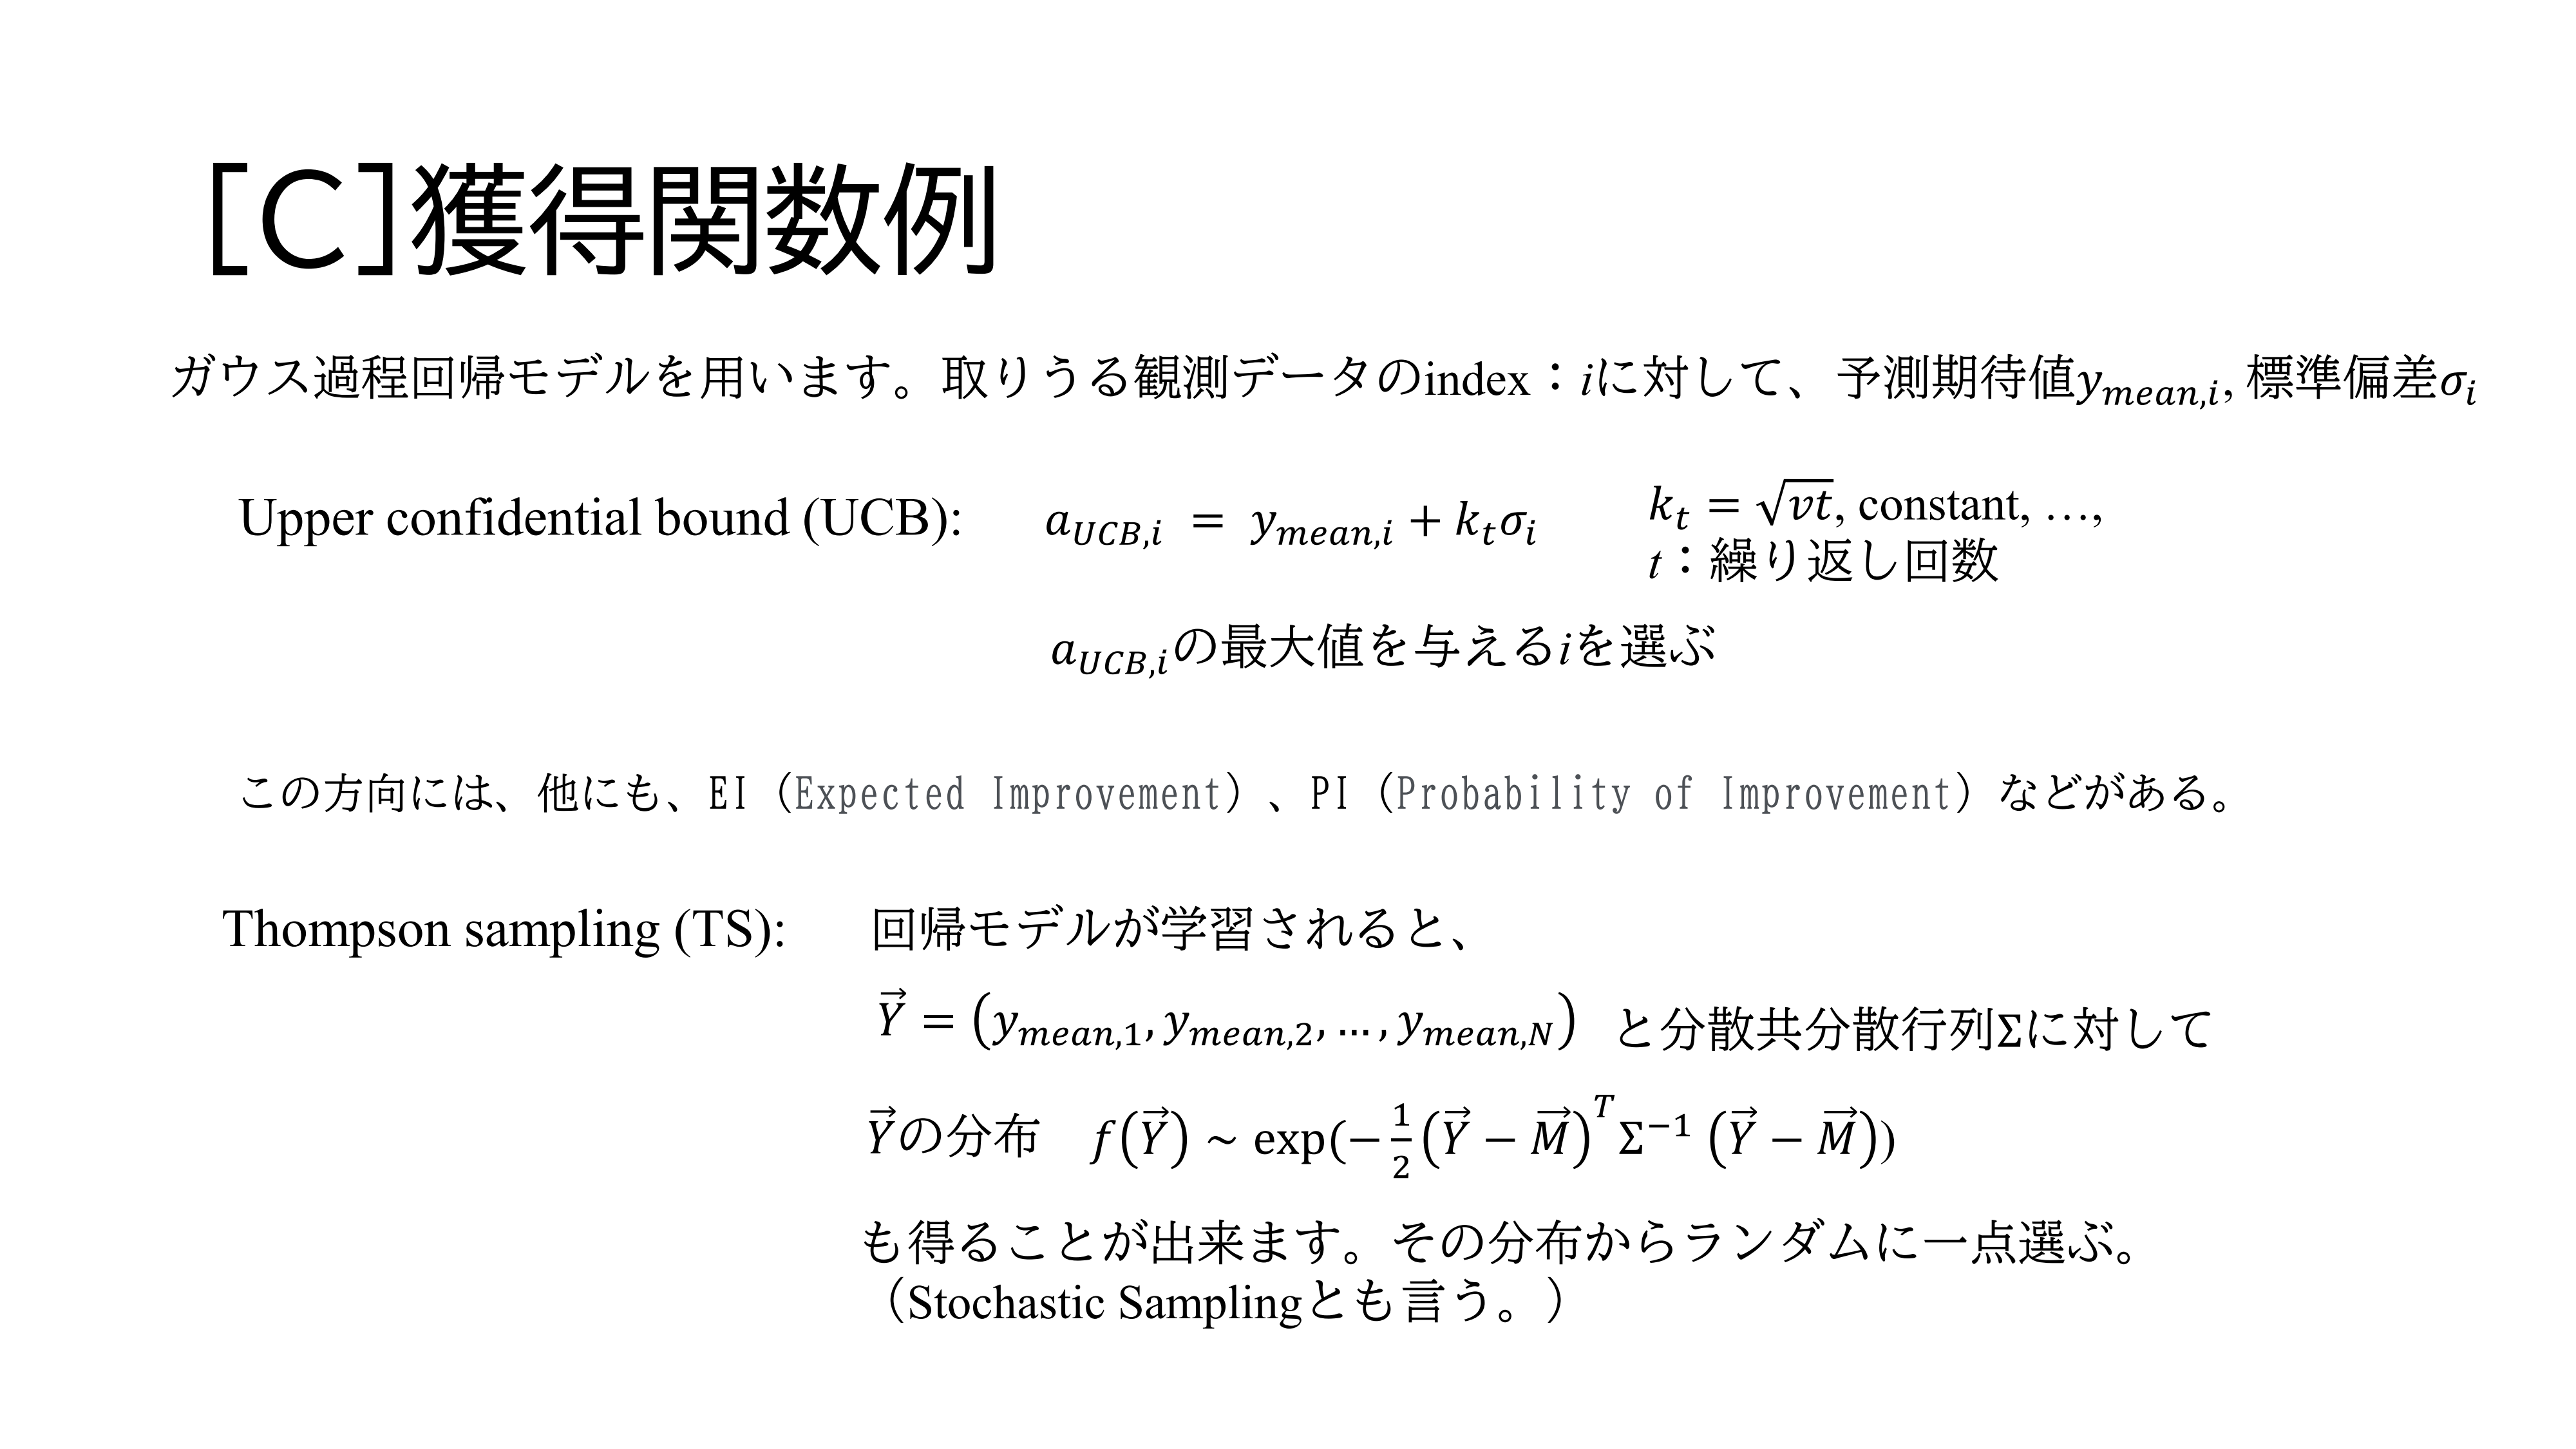 [C]獲得関数例
ガウス過程回帰モデルを用います。取りうる観測データのindex：iに対して、予測期待値y_{mean,i}, 標準偏差σ_i
Upper confidential bound (UCB): a_{UCB,i} = y_{mean,i} + k_tσ_i k_t = √vt, constant, …,
t：繰り返し回数
a_{UCB,i}の最大値を与えるiを選ぶ
この方向には、他にも、EI（Expected Improvement）、PI（Probability of Improvement）などがある。
Thompson sampling (TS): 回帰モデルが学習されると、
\vec{Y} = (y_{mean,1}, y_{mean,2}, …, y_{mean,N}) と分散共分散行列Σに対して
\vec{Y}の分布 f(\vec{Y}) ~ exp(−\frac{1}{2}(\vec{Y} − \vec{M})^T Σ^{−1} (\vec{Y} − \vec{M}))
も得ることが出来ます。その分布からランダムに一点選ぶ。
（Stochastic Samplingとも言う。）